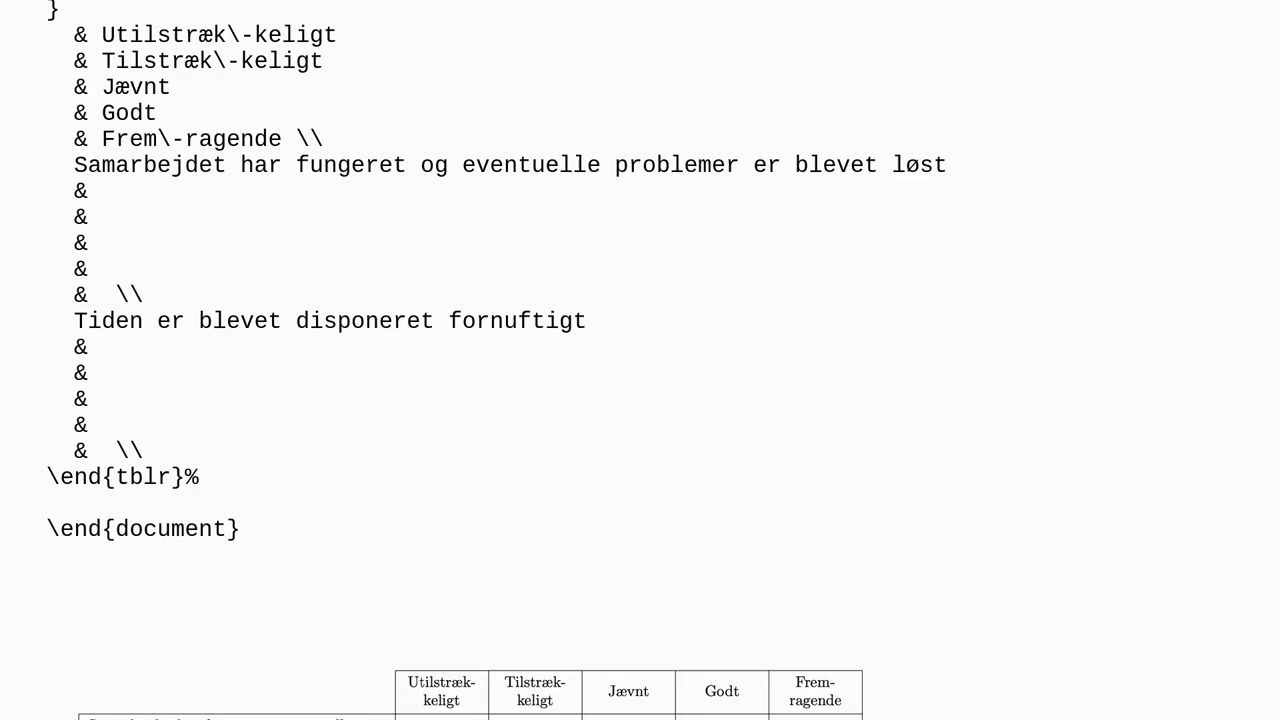 }
  & Utilstræk\-keligt
  & Tilstræk\-keligt
  & Jævnt
  & Godt
  & Frem\-ragende \\
  Samarbejdet har fungeret og eventuelle problemer er blevet løst
  &
  &
  &
  &
  &  \\
  Tiden er blevet disponeret fornuftigt
  &
  &
  &
  &
  &  \\
\end{tblr}%
\end{document}
Utilstræk- Tilstræk- Jævnt Godt Frem-
keligt keligt ragende